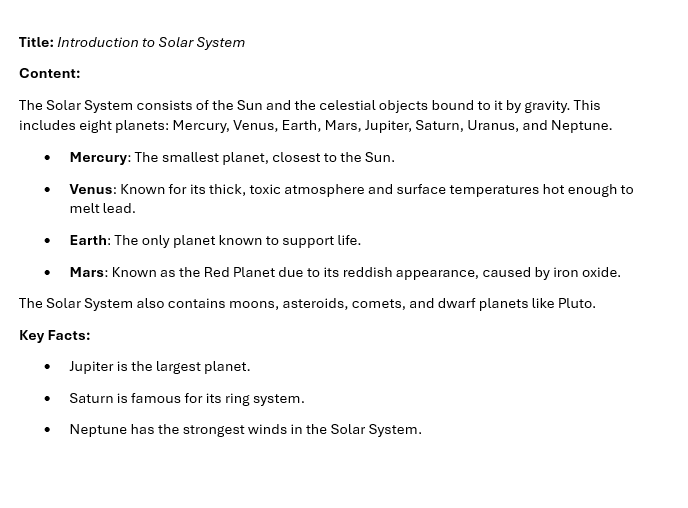 Title: Introduction to Solar System
Content:
The Solar System consists of the Sun and the celestial objects bound to it by gravity. This
includes eight planets: Mercury, Venus, Earth, Mars, Jupiter, Saturn, Uranus, and Neptune.
• Mercury: The smallest planet, closest to the Sun.
• Venus: Known for its thick, toxic atmosphere and surface temperatures hot enough to
melt lead.
• Earth: The only planet known to support life.
• Mars: Known as the Red Planet due to its reddish appearance, caused by iron oxide.
The Solar System also contains moons, asteroids, comets, and dwarf planets like Pluto.
Key Facts:
• Jupiter is the largest planet.
• Saturn is famous for its ring system.
• Neptune has the strongest winds in the Solar System.